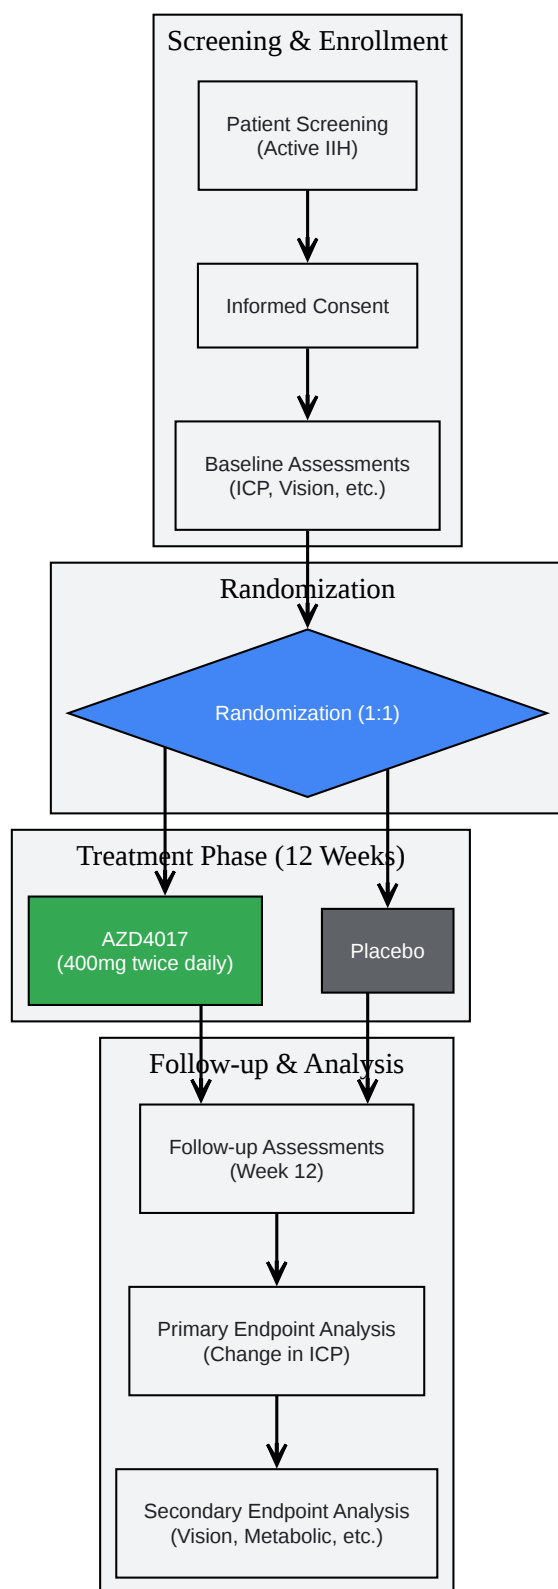 Screening & Enrollment
Patient Screening
(Active IIH)
Informed Consent
Baseline Assessments
(ICP, Vision, etc.)
Randomization
Randomization (1:1)
Treatment Phase (12 Weeks)
AZD4017
(400mg twice daily)
Placebo
Follow-up & Analysis
Follow-up Assessments
(Week 12)
Primary Endpoint Analysis
(Change in ICP)
Secondary Endpoint Analysis
(Vision, Metabolic, etc.)